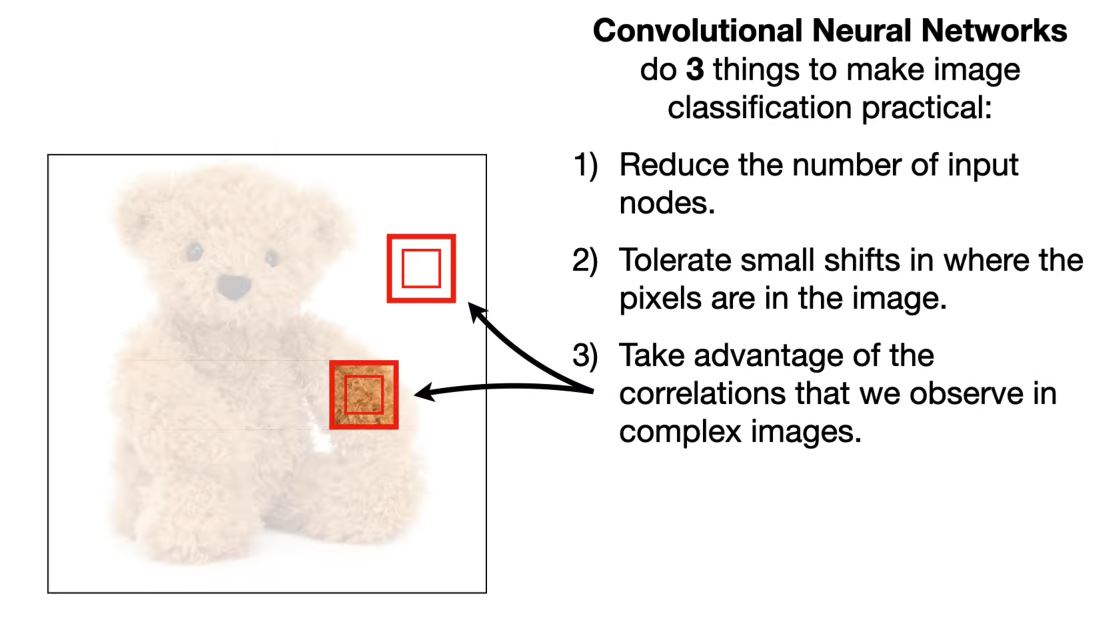 Convolutional Neural Networks
do 3 things to make image
classification practical:
1) Reduce the number of input
nodes.
2) Tolerate small shifts in where the
pixels are in the image.
3) Take advantage of the
correlations that we observe in
complex images.